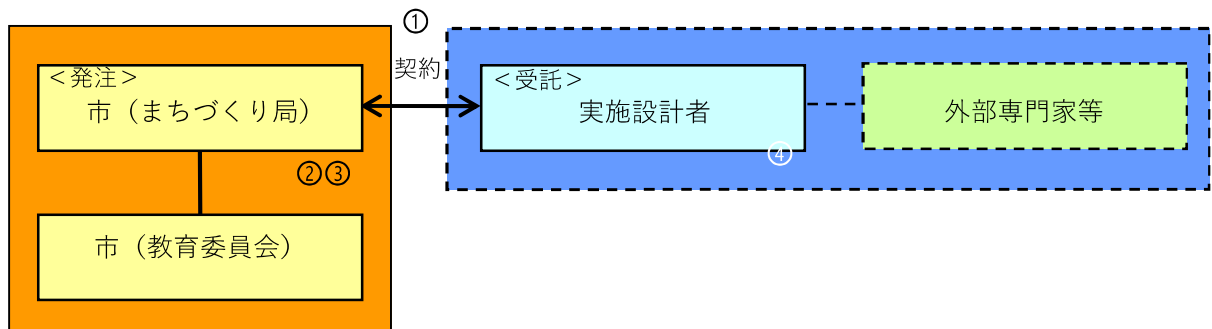 ①
契約
＜発注＞
市（まちづくり局）
②③
市（教育委員会）
＜受託＞
実施設計者
④
外部専門家等